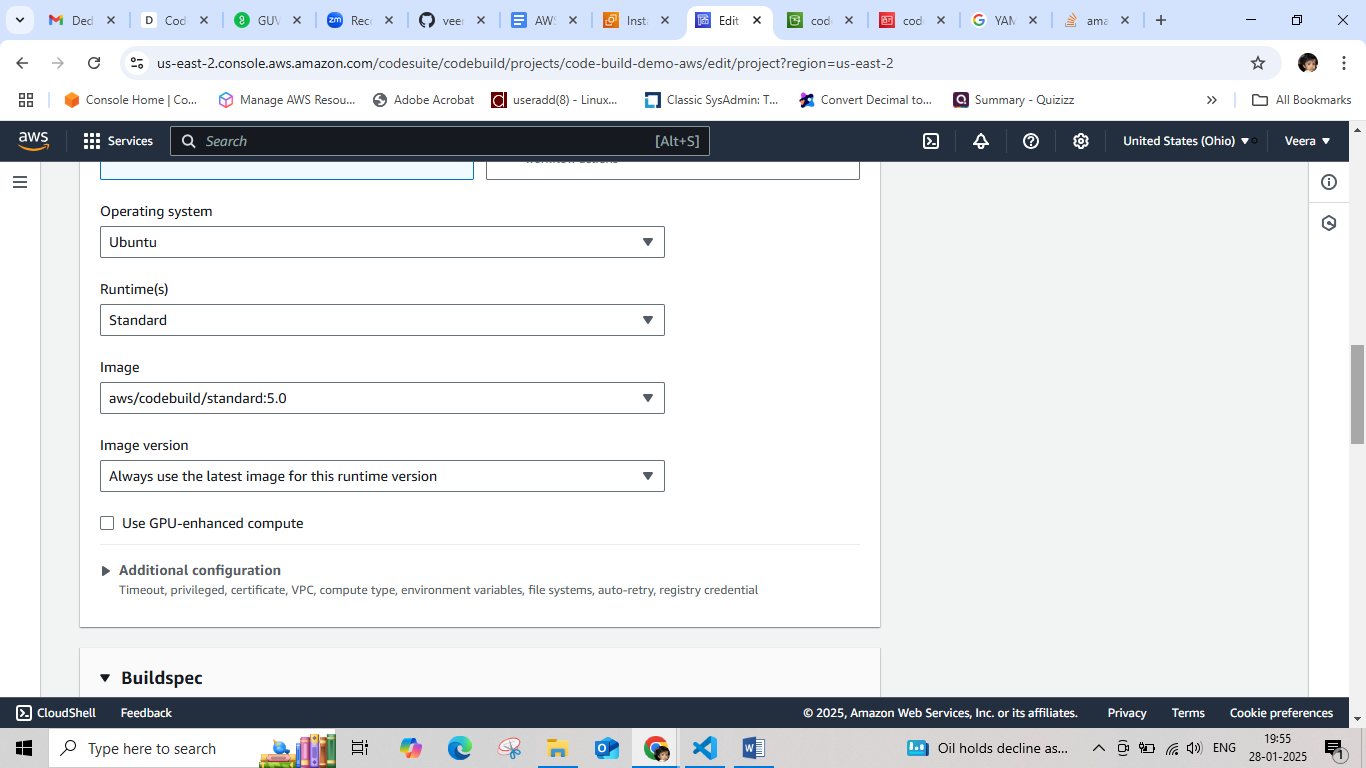 Ded
Cod
GUV
Rec
veer
AWS
Insta
Edit
cod
cod
YAM
ama
us-east-2.console.aws.amazon.com/codesuite/codebuild/projects/code-build-demo-aws/edit/project?region=us-east-2
Console Home | Co...
Manage AWS Resou...
Adobe Acrobat
useradd(8) - Linux...
Classic SysAdmin: T...
Convert Decimal to...
Summary - Quizizz
All Bookmarks
aws
Services
Search
[Alt+S]
United States (Ohio)
Veera
Operating system
Ubuntu
Runtime(s)
Standard
Image
aws/codebuild/standard:5.0
Image version
Always use the latest image for this runtime version
Use GPU-enhanced compute
Additional configuration
Timeout, privileged, certificate, VPC, compute type, environment variables, file systems, auto-retry, registry credential
Buildspec
CloudShell
Feedback
© 2025, Amazon Web Services, Inc. or its affiliates.
Privacy
Terms
Cookie preferences
Type here to search
Oil holds decline as...
ENG
19:55
28-01-2025